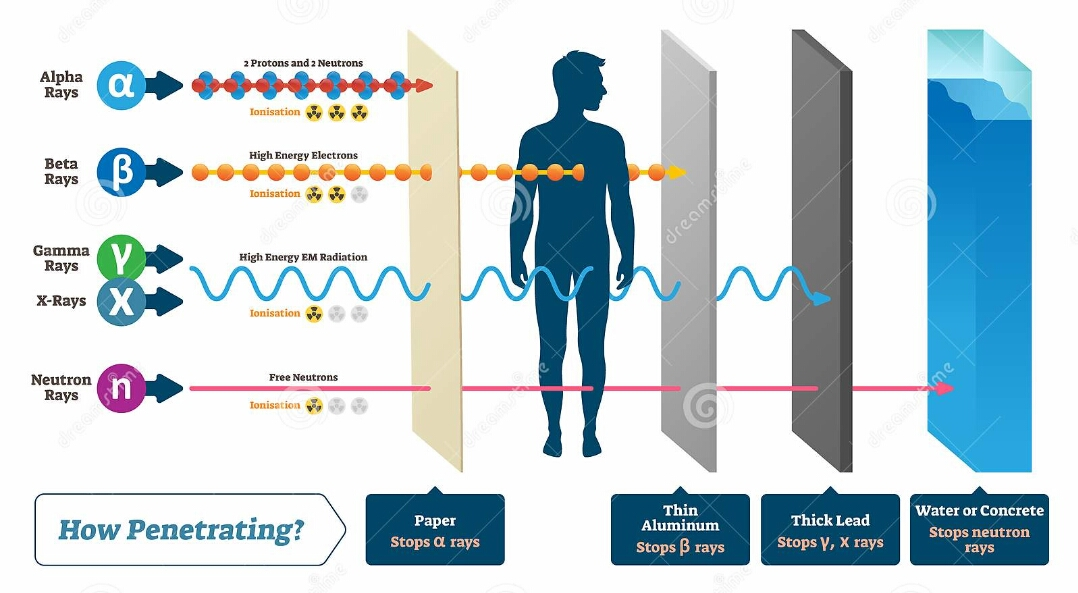 Alpha
Rays
α
2 Protons and 2 Neutrons
Ionisation
Beta
Rays
β
High Energy Electrons
Ionisation
Gamma
Rays
γ
High Energy EM Radiation
X-Rays
X
Ionisation
Neutron
Rays
n
Free Neutrons
Ionisation
How Penetrating?
Paper
Stops α rays
Thin
Aluminum
Stops β rays
Thick Lead
Stops γ, X rays
Water or Concrete
Stops neutron
rays
dreamstime
dreamstime